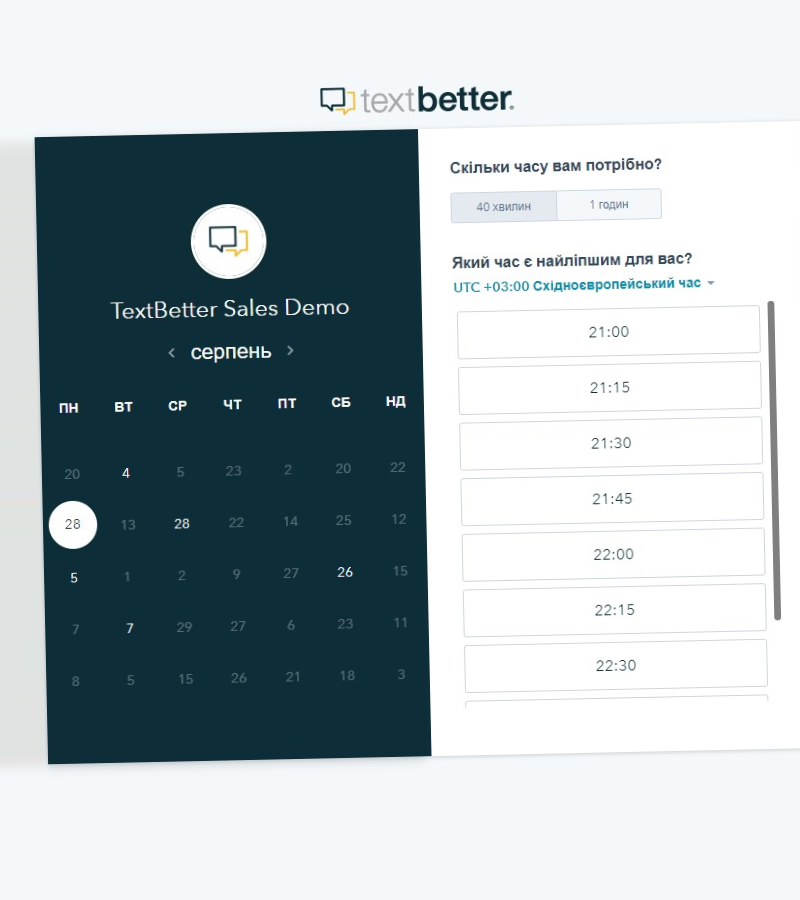 textbetter.
TextBetter Sales Demo
серпень
ПН ВТ СР ЧТ ПТ СБ НД
20 4 5 23 2 20 22
28 13 28 22 14 25 12
5 1 2 9 27 26 15
7 7 29 27 6 23 11
8 5 15 26 21 18 3
Скільки часу вам потрібно?
40 хвилин 1 годин
Який час є найліпшим для вас?
UTC +03:00 Східноєвропейський час
21:00
21:15
21:30
21:45
22:00
22:15
22:30